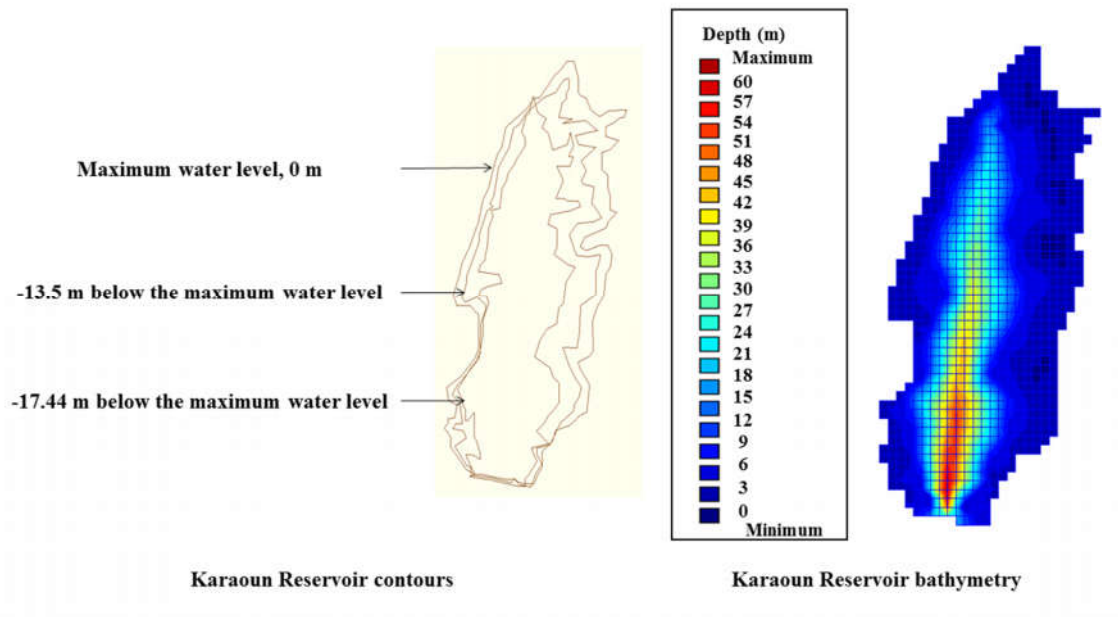 Maximum water level, 0 m
-13.5 m below the maximum water level
-17.44 m below the maximum water level
Karaoun Reservoir contours
Depth (m)
Maximum
60
57
54
51
48
45
42
39
36
33
30
27
24
21
18
15
12
9
6
3
0
Minimum
Karaoun Reservoir bathymetry